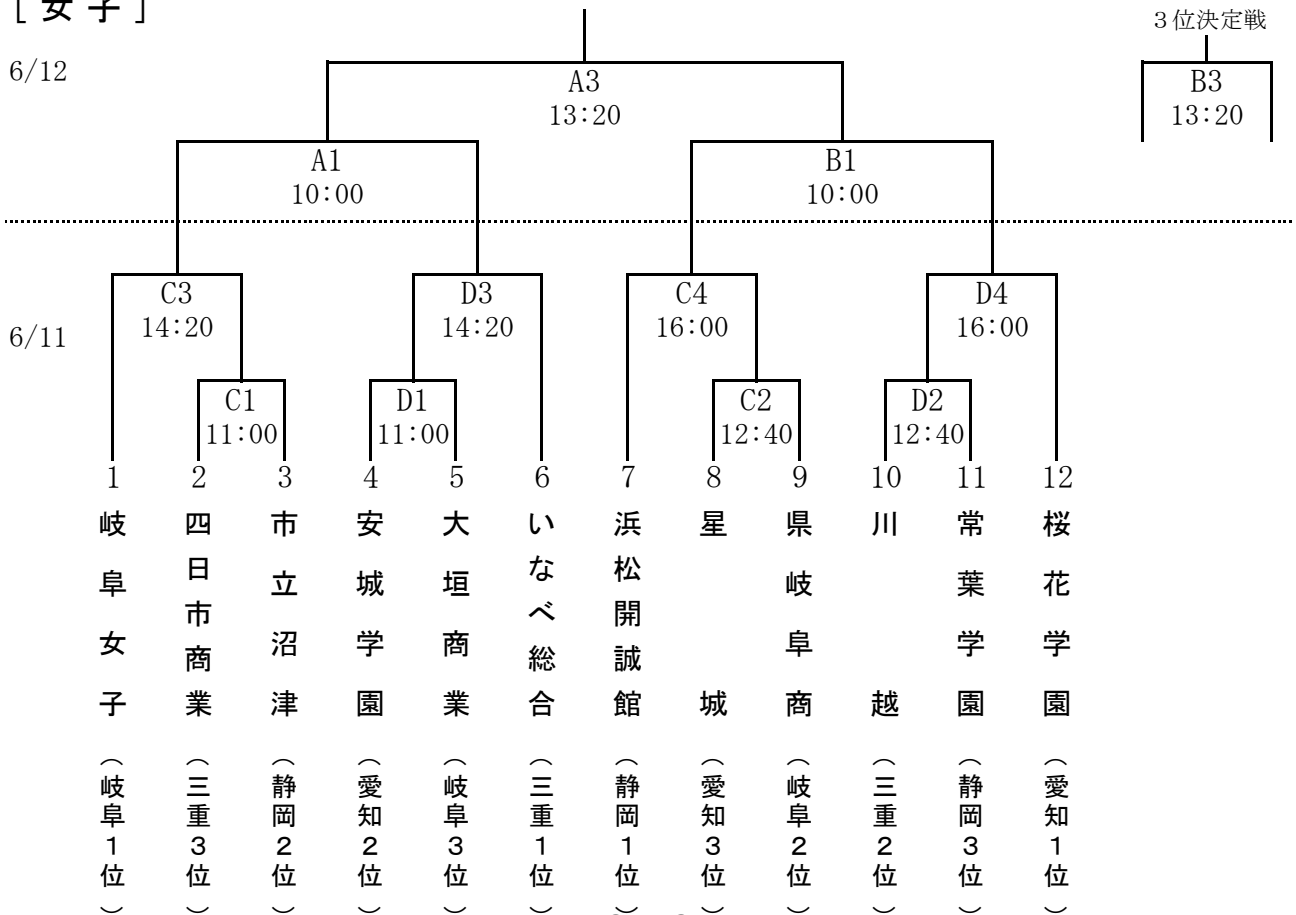 [ 女 子 ]
3位決定戦
6/12
A3
13:20
B3
13:20
A1
10:00
B1
10:00
C3
14:20
D3
14:20
C4
16:00
D4
16:00
6/11
C1
11:00
D1
11:00
C2
12:40
D2
12:40
1 2 3 4 5 6 7 8 9 10 11 12
岐阜女子(岐阜1位)
四日市商業(三重3位)
市立沼津(静岡2位)
安城学園(愛知2位)
大垣商業(岐阜3位)
いなべ総合(三重1位)
浜松開誠館(静岡1位)
星城(愛知3位)
県岐阜商(岐阜2位)
川越(三重2位)
常葉学園(静岡3位)
桜花学園(愛知1位)